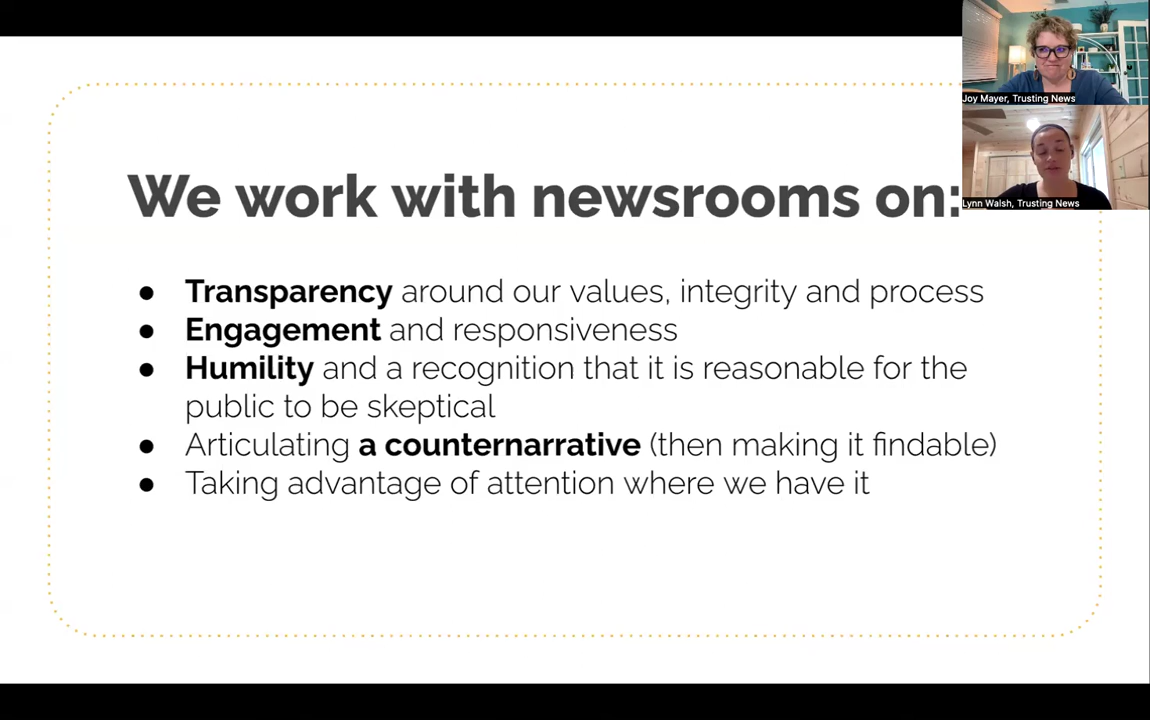 Joy Mayer, Trusting News
Lynn Walsh, Trusting News
We work with newsrooms on:
● Transparency around our values, integrity and process
● Engagement and responsiveness
● Humility and a recognition that it is reasonable for the
public to be skeptical
● Articulating a counternarrative (then making it findable)
● Taking advantage of attention where we have it